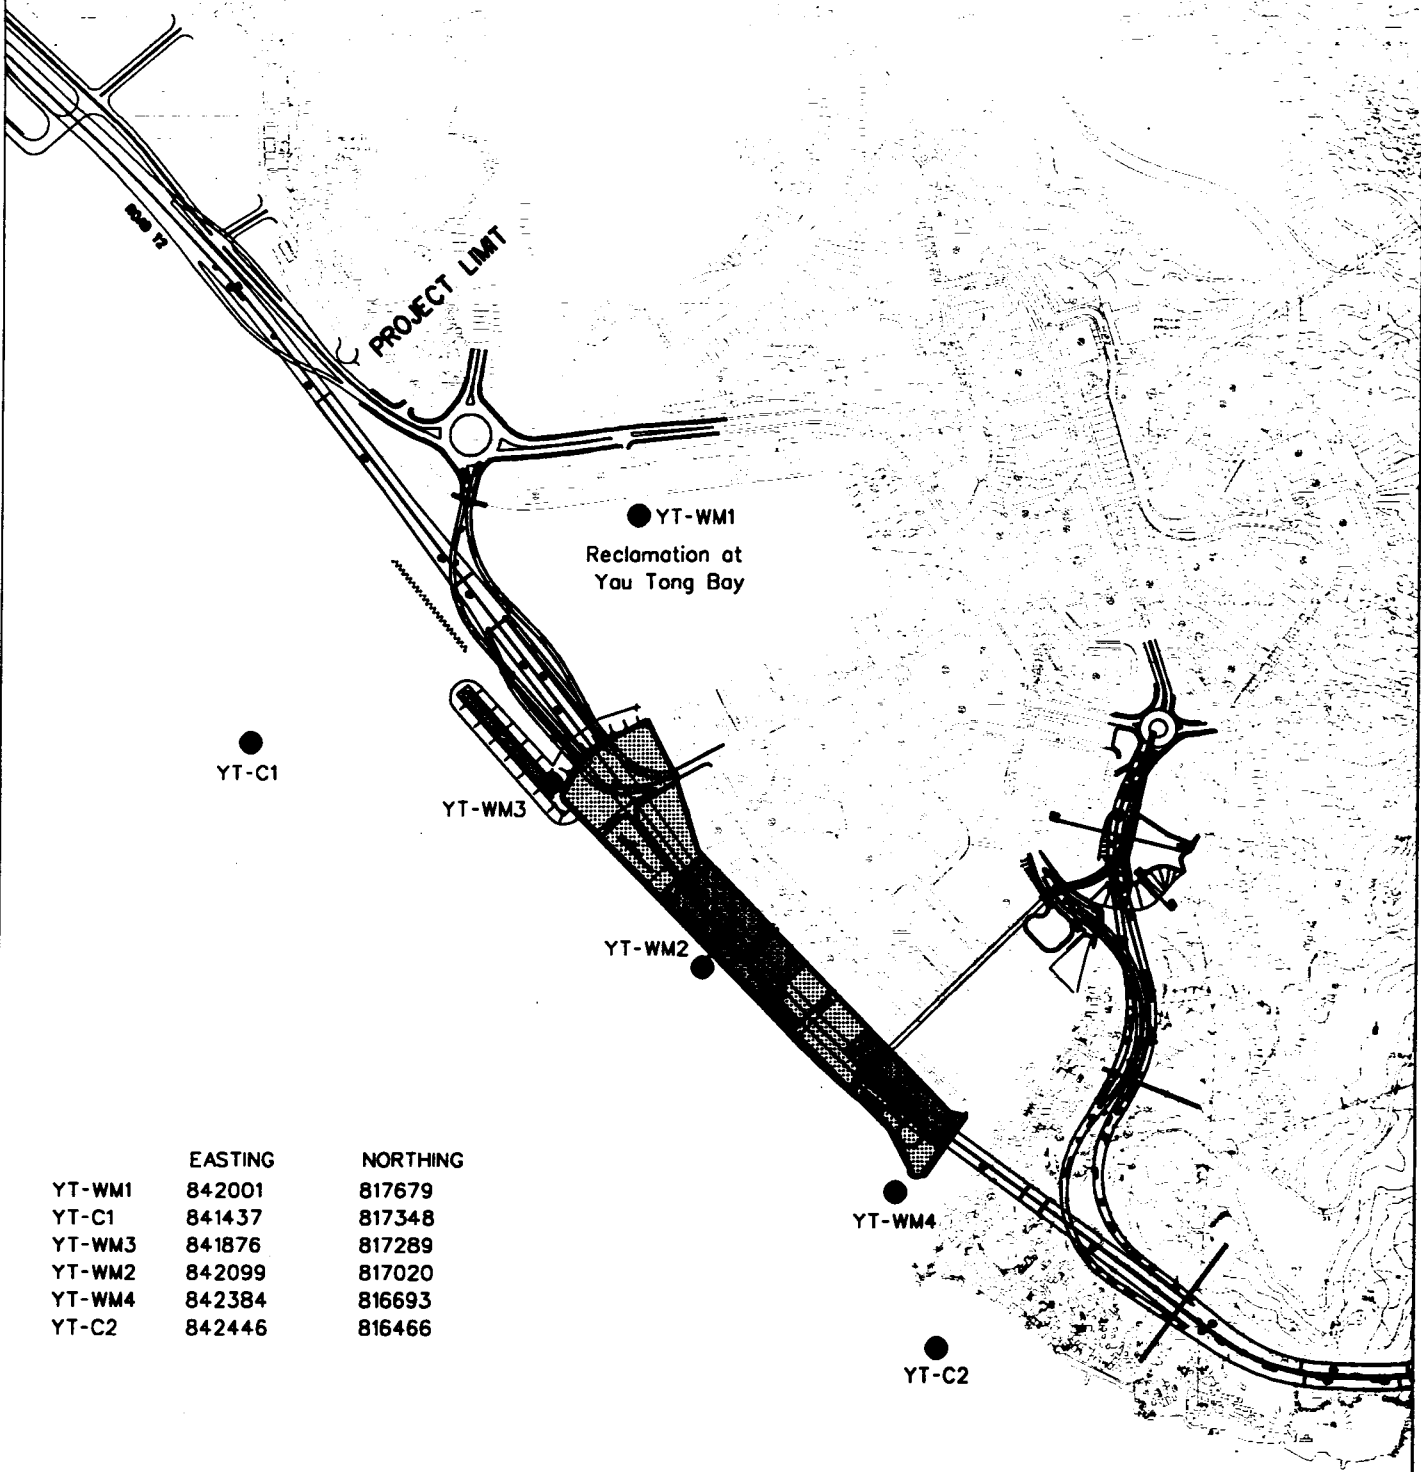 ROAD T2
PROJECT LIMIT
YT-WM1
Reclamation at
Yau Tong Bay
YT-C1
YT-WM3
YT-WM2
YT-WM4
YT-C2
EASTING NORTHING
YT-WM1 842001 817679
YT-C1 841437 817348
YT-WM3 841876 817289
YT-WM2 842099 817020
YT-WM4 842384 816693
YT-C2 842446 816466